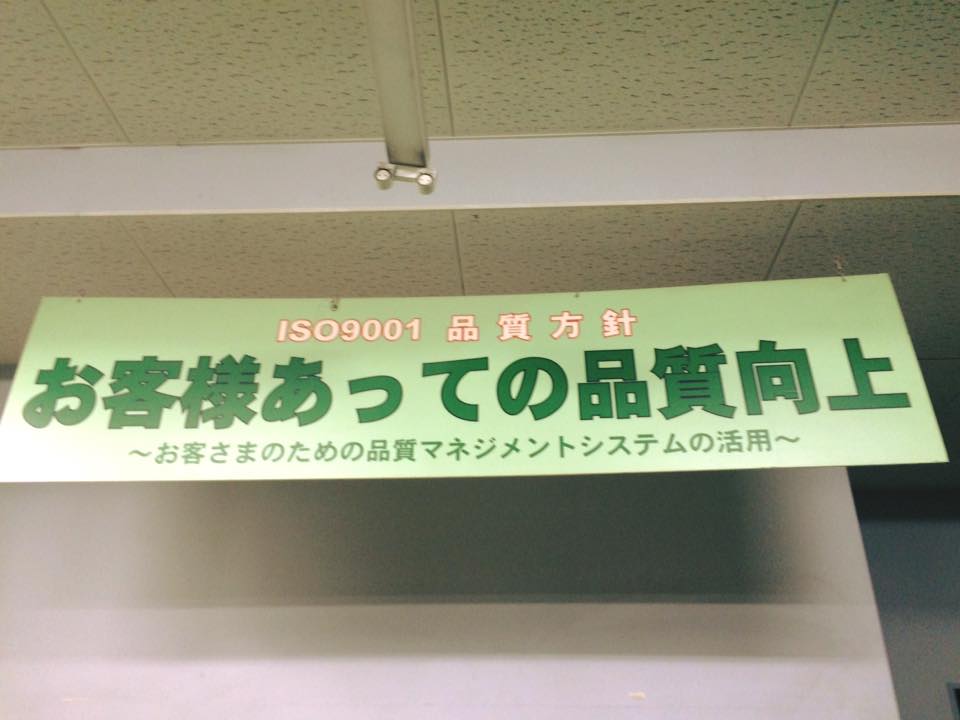 ISO9001 品質方針
お客様あっての品質向上
～お客さまのための品質マネジメントシステムの活用～